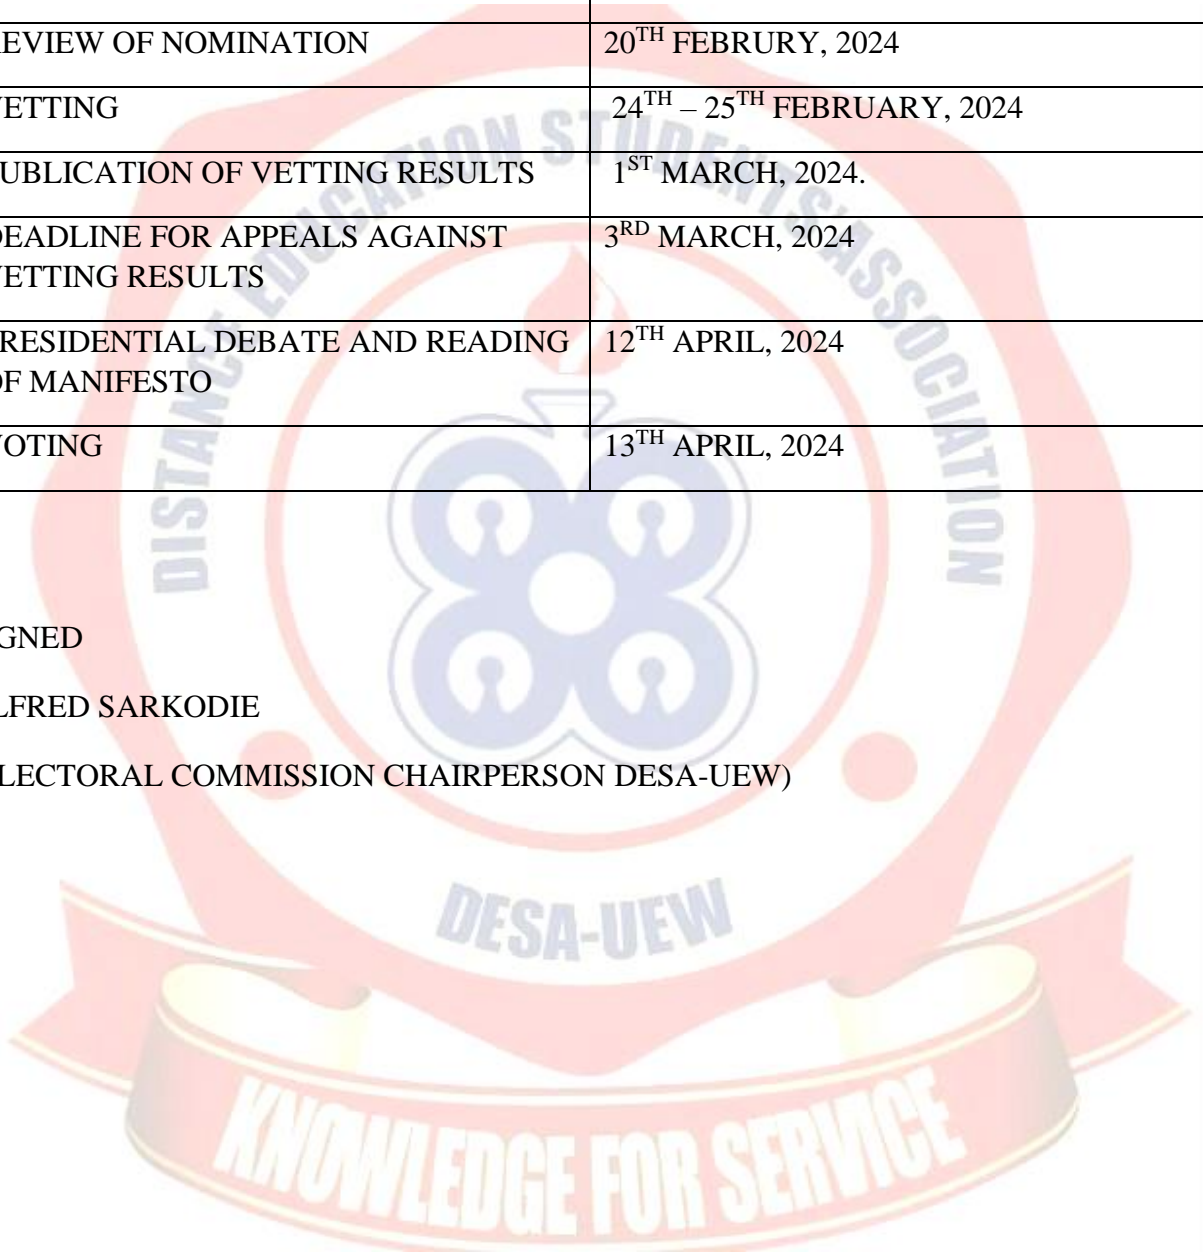 EVIEW OF NOMINATION 20TH FEBRURY, 2024
ETTING 24TH – 25TH FEBRUARY, 2024
UBLICATION OF VETTING RESULTS 1ST MARCH, 2024.
DEADLINE FOR APPEALS AGAINST 3RD MARCH, 2024
VETTING RESULTS
RESIDENTIAL DEBATE AND READING 12TH APRIL, 2024
OF MANIFESTO
VOTING 13TH APRIL, 2024
GNED
LFRED SARKODIE
LECTORAL COMMISSION CHAIRPERSON DESA-UEW)
DISTANCE EDUCATION STUDENTS'ASSOCIATION
DESA-UEW
KNOWLEDGE FOR SERVICE